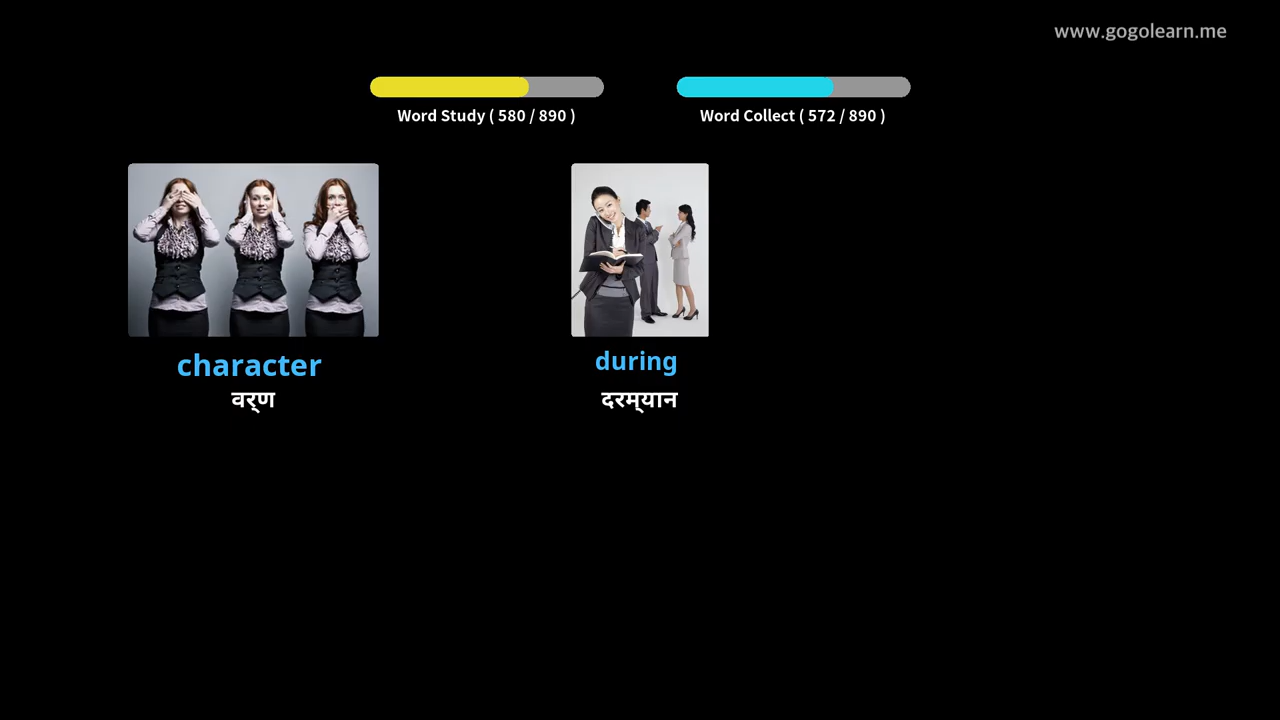 www.gogolearn.me
Word Study ( 580 / 890 )
Word Collect ( 572 / 890 )
character
वर्‌ण
during
दरम्‌यान